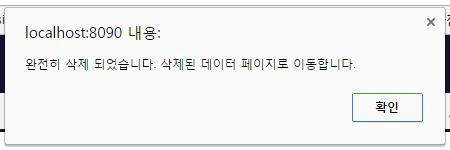 localhost:8090 내용:
완전히 삭제 되었습니다. 삭제된 데이터 페이지로 이동합니다.
확인